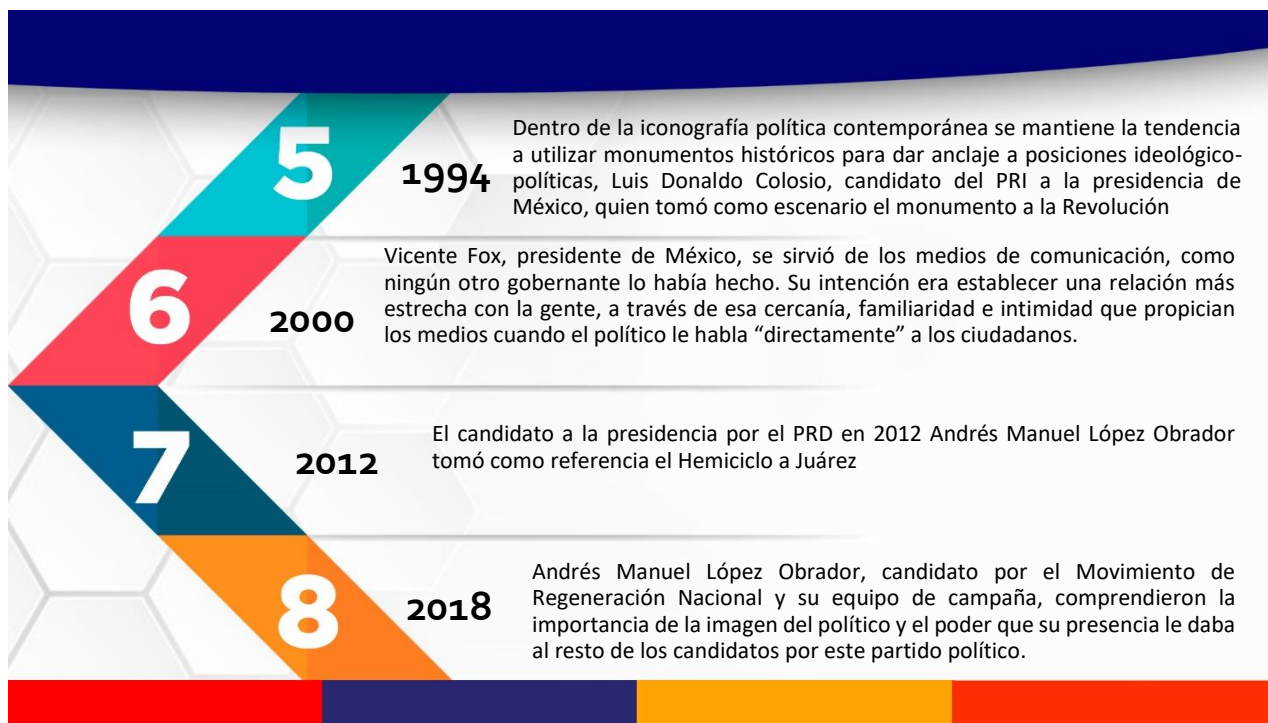 5
1994
Dentro de la iconografía política contemporánea se mantiene la tendencia
a utilizar monumentos históricos para dar anclaje a posiciones ideológico-
políticas, Luis Donaldo Colosio, candidato del PRI a la presidencia de
México, quien tomó como escenario el monumento a la Revolución
6
2000
Vicente Fox, presidente de México, se sirvió de los medios de comunicación, como
ningún otro gobernante lo había hecho. Su intención era establecer una relación más
estrecha con la gente, a través de esa cercanía, familiaridad e intimidad que propician
los medios cuando el político le habla “directamente” a los ciudadanos.
7
2012
El candidato a la presidencia por el PRD en 2012 Andrés Manuel López Obrador
tomó como referencia el Hemiciclo a Juárez
8
2018
Andrés Manuel López Obrador, candidato por el Movimiento de
Regeneración Nacional y su equipo de campaña, comprendieron la
importancia de la imagen del político y el poder que su presencia le daba
al resto de los candidatos por este partido político.